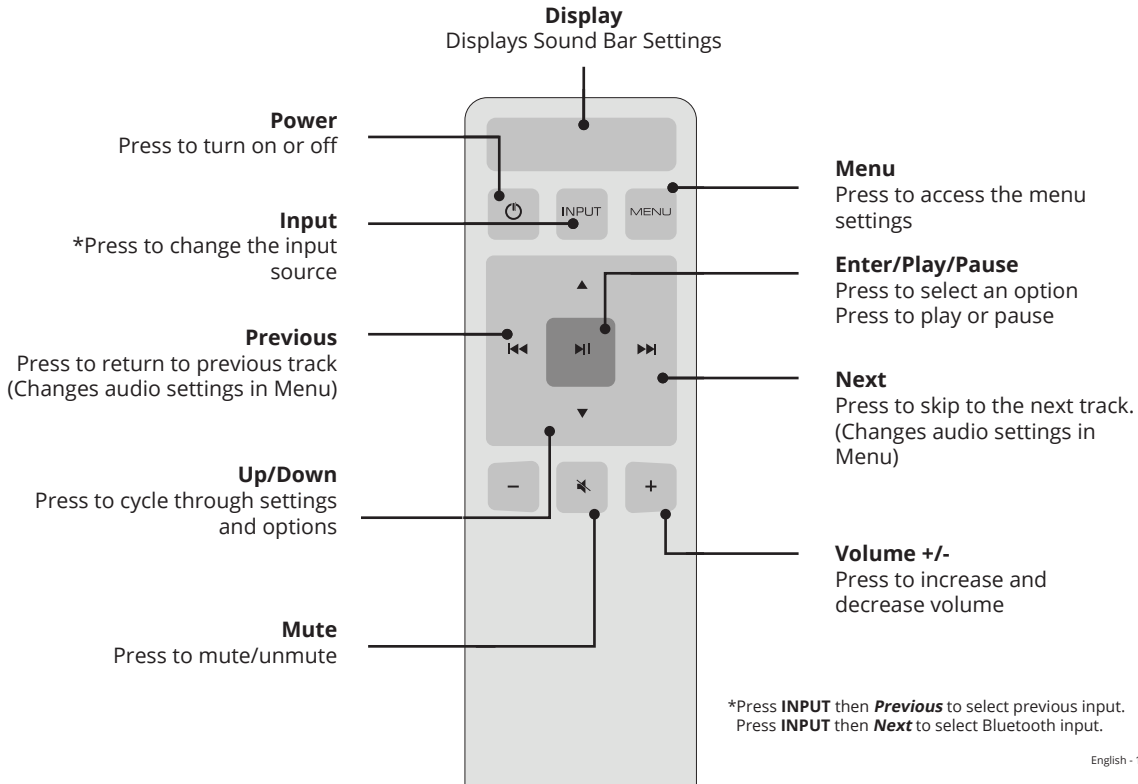 Display
Displays Sound Bar Settings
Power
Press to turn on or off
Input
*Press to change the input
source
Previous
Press to return to previous track
(Changes audio settings in Menu)
Up/Down
Press to cycle through settings
and options
Mute
Press to mute/unmute
INPUT
MENU
Menu
Press to access the menu
settings
Enter/Play/Pause
Press to select an option
Press to play or pause
Next
Press to skip to the next track.
(Changes audio settings in
Menu)
Volume +/-
Press to increase and
decrease volume
*Press INPUT then Previous to select previous input.
Press INPUT then Next to select Bluetooth input.
English -